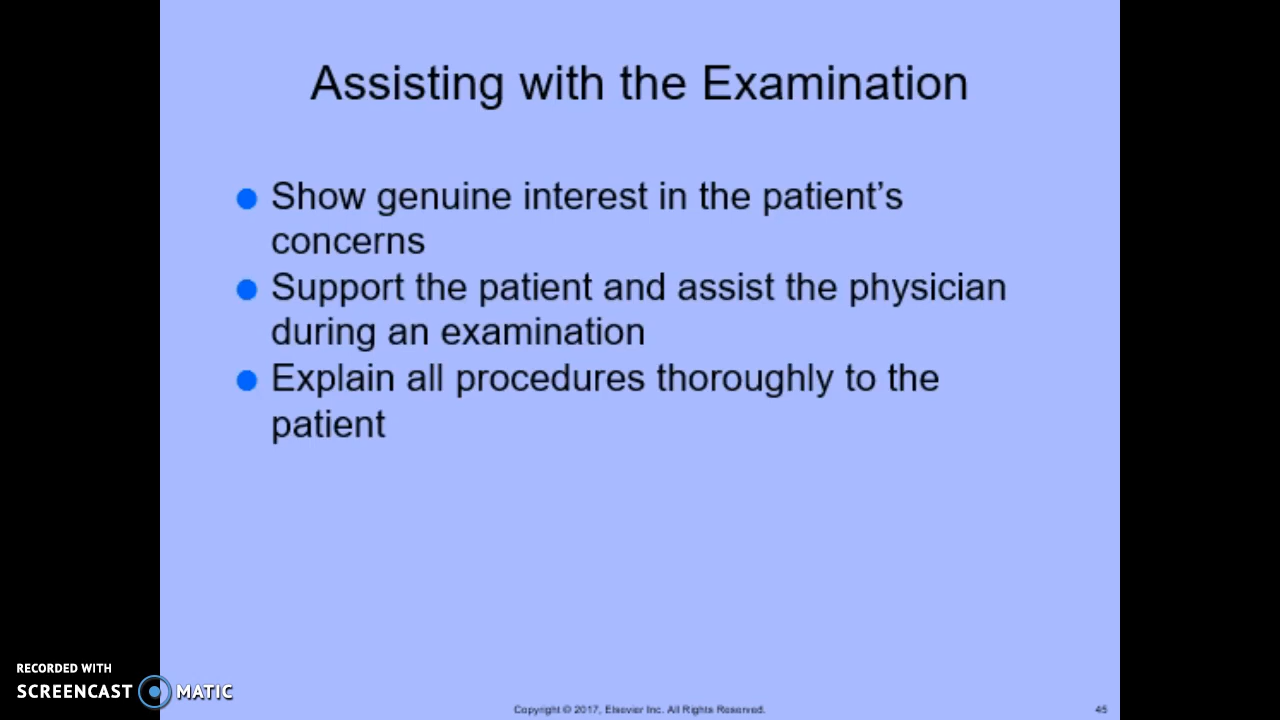 Assisting with the Examination
Show genuine interest in the patient’s
concerns
Support the patient and assist the physician
during an examination
Explain all procedures thoroughly to the
patient
RECORDED WITH
SCREENCAST MATIC
Copyright © 2017, Elsevier Inc. All Rights Reserved.
45